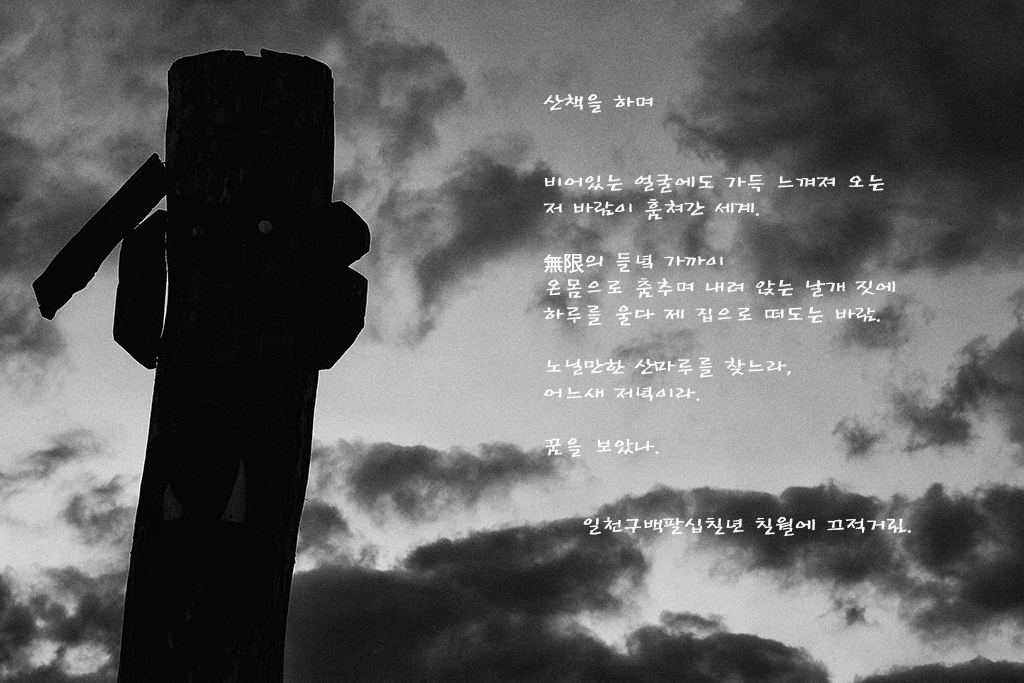 산책을 하며
비어있는 얼굴에도 가득 느껴져 오는
저 바람이 훔쳐간 세계.
無限의 들녘 가까이
온몸으로 춤추며 내려 앉는 날개 짓에
하루를 울다 제 집으로 떠도는 바람.
노닐만한 산마루를 찾느라,
어느새 저녁이라.
꿈을 보았나.
일천구백팔십칠년 칠월에 끄적거림.